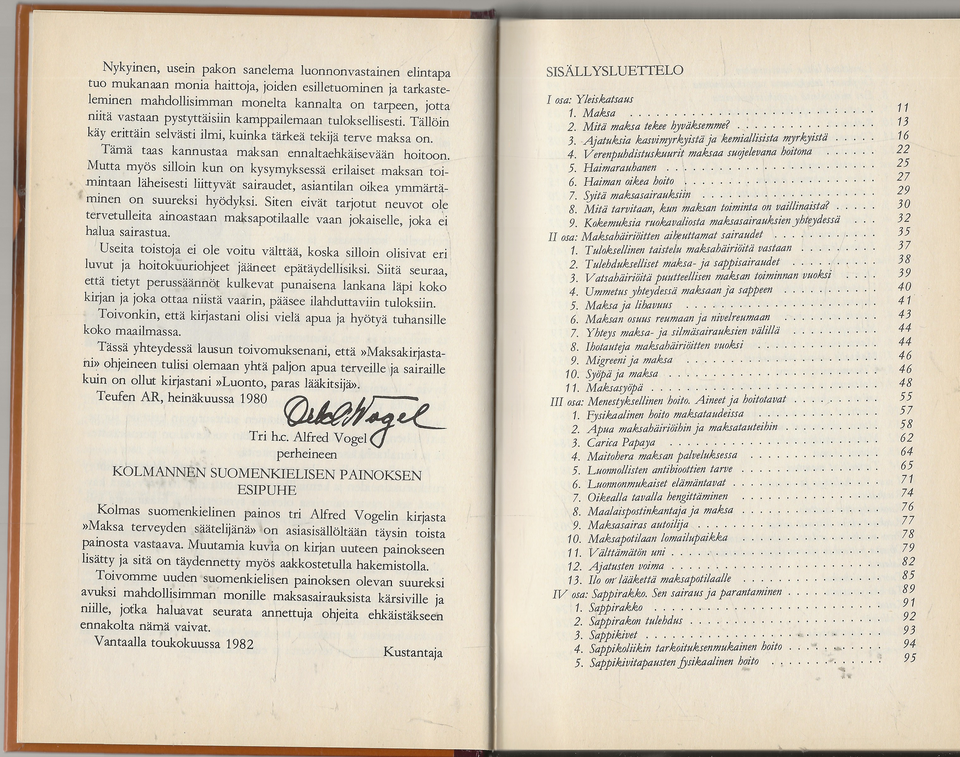 Nykyinen, usein pakon sanelema luonnonvastainen elintapa
tuo mukanaan monia haittoja, joiden esilletuominen ja tarkaste-
leminen mahdollisimman monelta kannalta on tarpeen, jotta
niitä vastaan pystyttäisiin kamppailemaan tuloksellisesti. Tällöin
käy erittäin selvästi ilmi, kuinka tärkeä tekijä terve maksa on.
Tämä taas kannustaa maksan ennaltaehkäisevään hoitoon.
Mutta myös silloin kun on kysymyksessä erilaiset maksan toi-
mintaan läheisesti liittyvät sairaudet, asiantilan oikea ymmärtä-
minen on suureksi hyödyksi. Siten eivät tarjotut neuvot ole
tervetulleita ainoastaan maksapotilaalle vaan jokaiselle, joka ei
halua sairastua.
Useita toistoja ei ole voitu välttää, koska silloin olisivat eri
luvut ja hoitokuuriohjeet jääneet epätäydellisiksi. Siitä seuraa,
että tietyt perussäännöt kulkevat punaisena lankana läpi koko
kirjan ja joka ottaa niistä vaarin, pääsee ilahduttaviin tuloksiin.
Toivonkin, että kirjastani olisi vielä apua ja hyötyä tuhansille
koko maailmassa.
Tässä yhteydessä lausun toivomuksenani, että »Maksakirjasta-
ni» ohjeineen tulisi olemaan yhtä paljon apua terveille ja sairaille
kuin on ollut kirjastani »Luonto, paras lääkitsijä».
Teufen AR, heinäkuussa 1980
Tri h.c. Alfred Vogel
perheineen
KOLMANNEN SUOMENKIELISEN PAINOKSEN
ESIPUHE
Kolmas suomenkielinen painos tri Alfred Vogelin kirjasta
»Maksa terveyden säätelijänä» on asiasisällöltään täysin toista
painosta vastaava. Muutamia kuvia on kirjan uuteen painokseen
lisätty ja sitä on täydennetty myös aakkostetulla hakemistolla.
Toivomme uuden suomenkielisen painoksen olevan suureksi
avuksi mahdollisimman monille maksasairauksista kärsiville ja
niille, jotka haluavat seurata annettuja ohjeita ehkäistäkseen
ennakolta nämä vaivat.
Vantaalla toukokuussa 1982
Kustantaja
SISÄLLYSLUETTELO
I osa: Yleiskatsaus
1. Maksa . . . . . . . . . . 11
2. Mitä maksa tekee hyväksemme? . . . . . . . . . . 13
3. Ajatuksia kasvimyrkyistä ja kemiallisista myrkyistä . . . . . 16
4. Verenpuhdistuskuurit maksaa suojelevana hoitona . . . . . 22
5. Haimarauhanen . . . . . . . . . . 25
6. Haiman oikea hoito . . . . . . . . . . 27
7. Syitä maksasairauksiin . . . . . . . . . . 29
8. Mitä tarvitaan, kun maksan toiminta on vaillinaista? . . . . . 30
9. Kokemuksia ruokavaliosta maksasairauksien yhteydessä . . . 32
II osa: Maksahäiriöitten aiheuttamat sairaudet . . . . . . . . . . 35
1. Tuloksellinen taistelu maksahäiriöitä vastaan . . . . . . . . . . 37
2. Tulehdukselliset maksa- ja sappisairaudet . . . . . . . . . . 38
3. Vatsahäiriöitä puutteellisen maksan toiminnan vuoksi . . . . 39
4. Ummetus yhteydessä maksaan ja sappeen . . . . . . . . . . 40
5. Maksa ja lihavuus . . . . . . . . . . 41
6. Maksan osuus reumaan ja nivelreumaan . . . . . . . . . . 43
7. Yhteys maksa- ja silmäsairauksien välillä . . . . . . . . . . 44
8. Ihotauteja maksahäiriöitten vuoksi . . . . . . . . . . 44
9. Migreeni ja maksa . . . . . . . . . . 46
10. Syöpä ja maksa . . . . . . . . . . 46
11. Maksasyöpä . . . . . . . . . . 48
III osa: Menestyksellinen hoito. Aineet ja hoitotavat . . . . . . . . . . 55
1. Fysikaalinen hoito maksataudeissa . . . . . . . . . . 57
2. Apua maksahäiriöihin ja maksatauteihin . . . . . . . . . . 58
3. Carica Papaya . . . . . . . . . . 62
4. Maitohera maksan palveluksessa . . . . . . . . . . 64
5. Luonnollisten antibioottien tarve . . . . . . . . . . 65
6. Luonnonmukaiset elämäntavat . . . . . . . . . . 71
7. Oikealla tavalla hengittäminen . . . . . . . . . . 74
8. Maalaispostinkantaja ja maksa . . . . . . . . . . 76
9. Maksasairas autoilija . . . . . . . . . . 77
10. Maksapotilaan lomailupaikka . . . . . . . . . . 78
11. Välttämätön uni . . . . . . . . . . 79
12. Ajatusten voima . . . . . . . . . . 82
13. Ilo on lääkettä maksapotilaalle . . . . . . . . . . 85
IV osa: Sappirakko. Sen sairaus ja parantaminen . . . . . . . . . . 89
1. Sappirakko . . . . . . . . . . 91
2. Sappirakon tulehdus . . . . . . . . . . 92
3. Sappikivet . . . . . . . . . . 93
4. Sappikoliikin tarkoituksenmukainen hoito . . . . . . . . 94
5. Sappikivitapausten fysikaalinen hoito . . . . . . . . . . 95